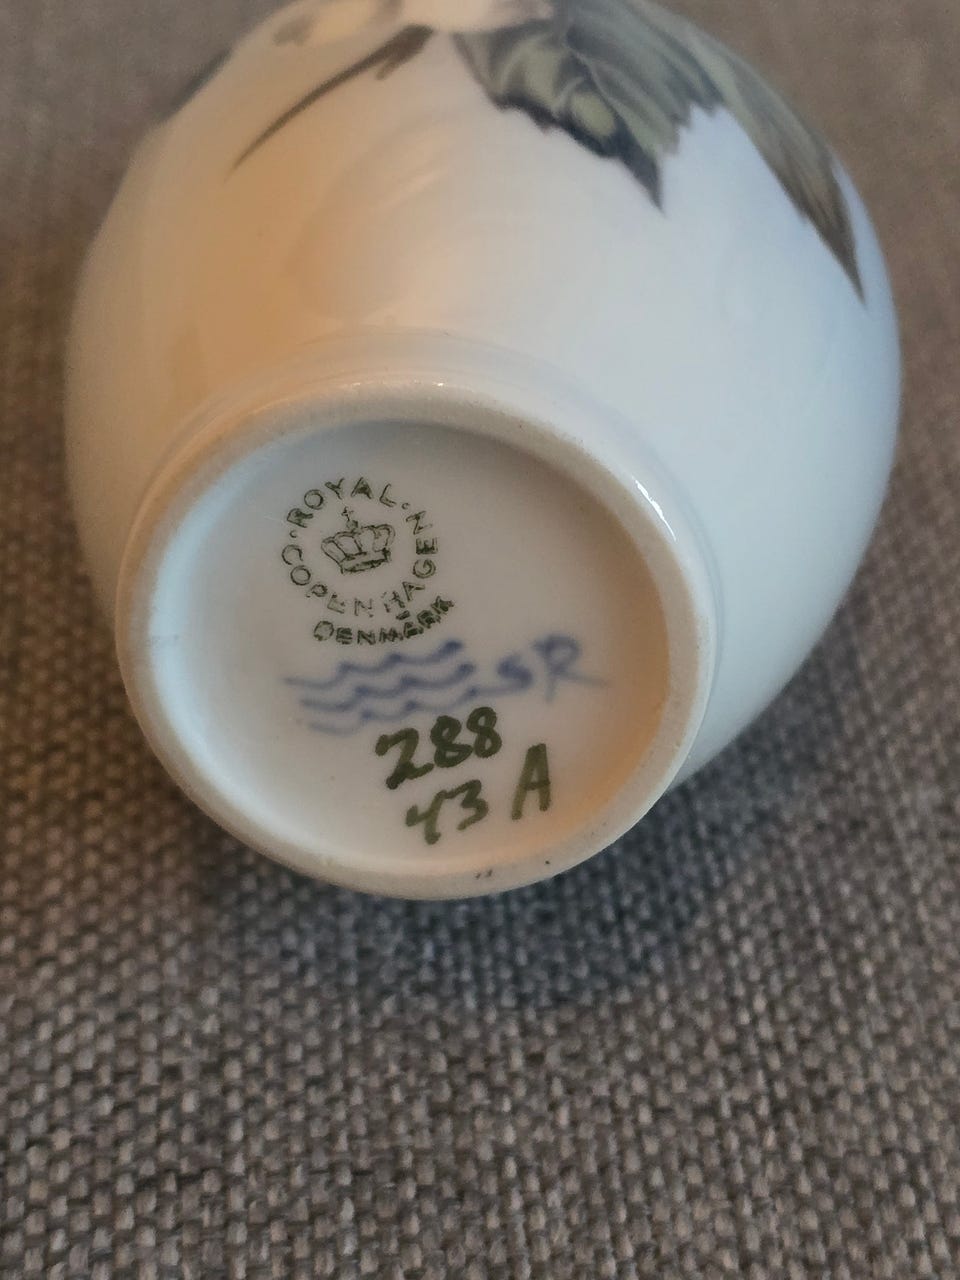 ROYAL
COPENHAGEN
DENMARK
SR
288
43 A